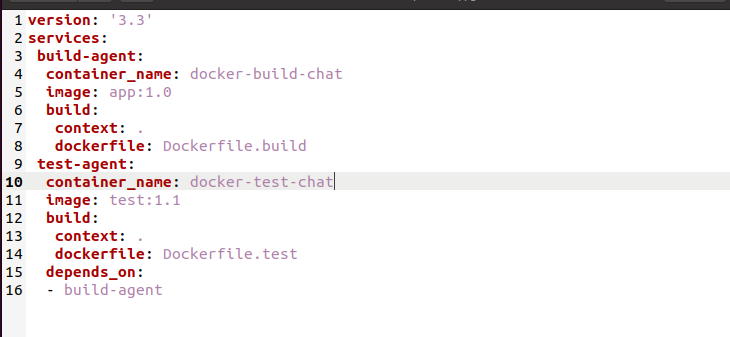 1 version: '3.3'
2 services:
3  build-agent:
4   container_name: docker-build-chat
5   image: app:1.0
6   build:
7    context: .
8    dockerfile: Dockerfile.build
9  test-agent:
10   container_name: docker-test-chat
11   image: test:1.1
12   build:
13    context: .
14    dockerfile: Dockerfile.test
15   depends_on:
16   - build-agent